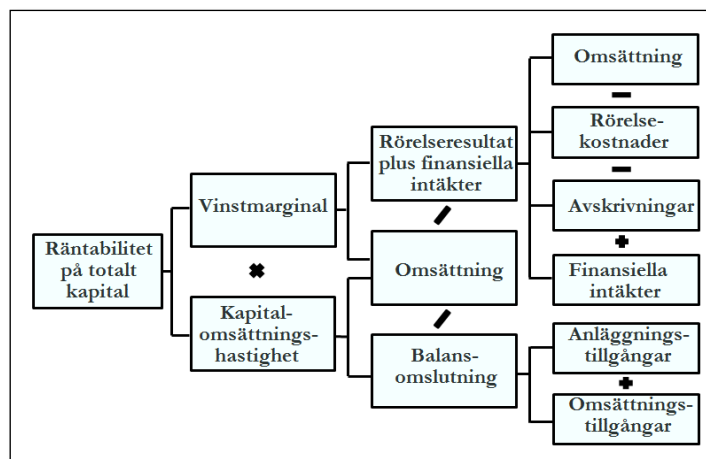 Omsättning
Rörelse-
kostnader
Avskrivningar
Finansiella
intäkter
Rörelseresultat
plus finansiella
intäkter
Vinstmarginal
Omsättning
Räntabilitet
på totalt
kapital
Kapital-
omsättnings-
hastighet
Balans-
omslutning
Anläggnings-
tillgångar
Omsättnings-
tillgångar